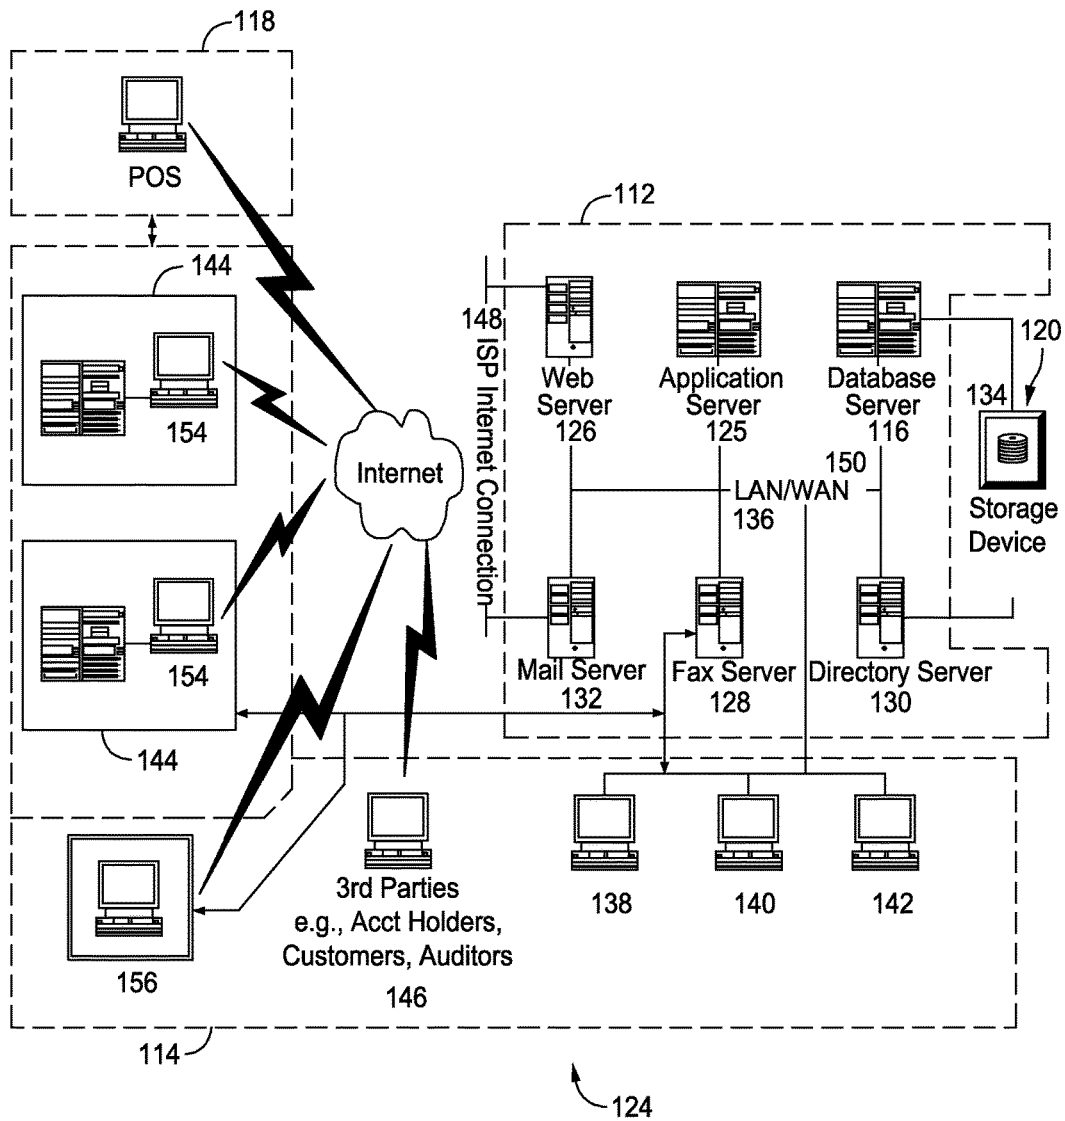 118
POS
112
144
154
148
ISP Internet Connection
Web
Server
126
Application
Server
125
Database
Server
116
120
134
Storage
Device
Internet
150
LAN/WAN
136
154
144
Mail Server
132
Fax Server
128
Directory Server
130
138
140
142
3rd Parties
e.g., Acct Holders,
Customers, Auditors
146
156
114
124